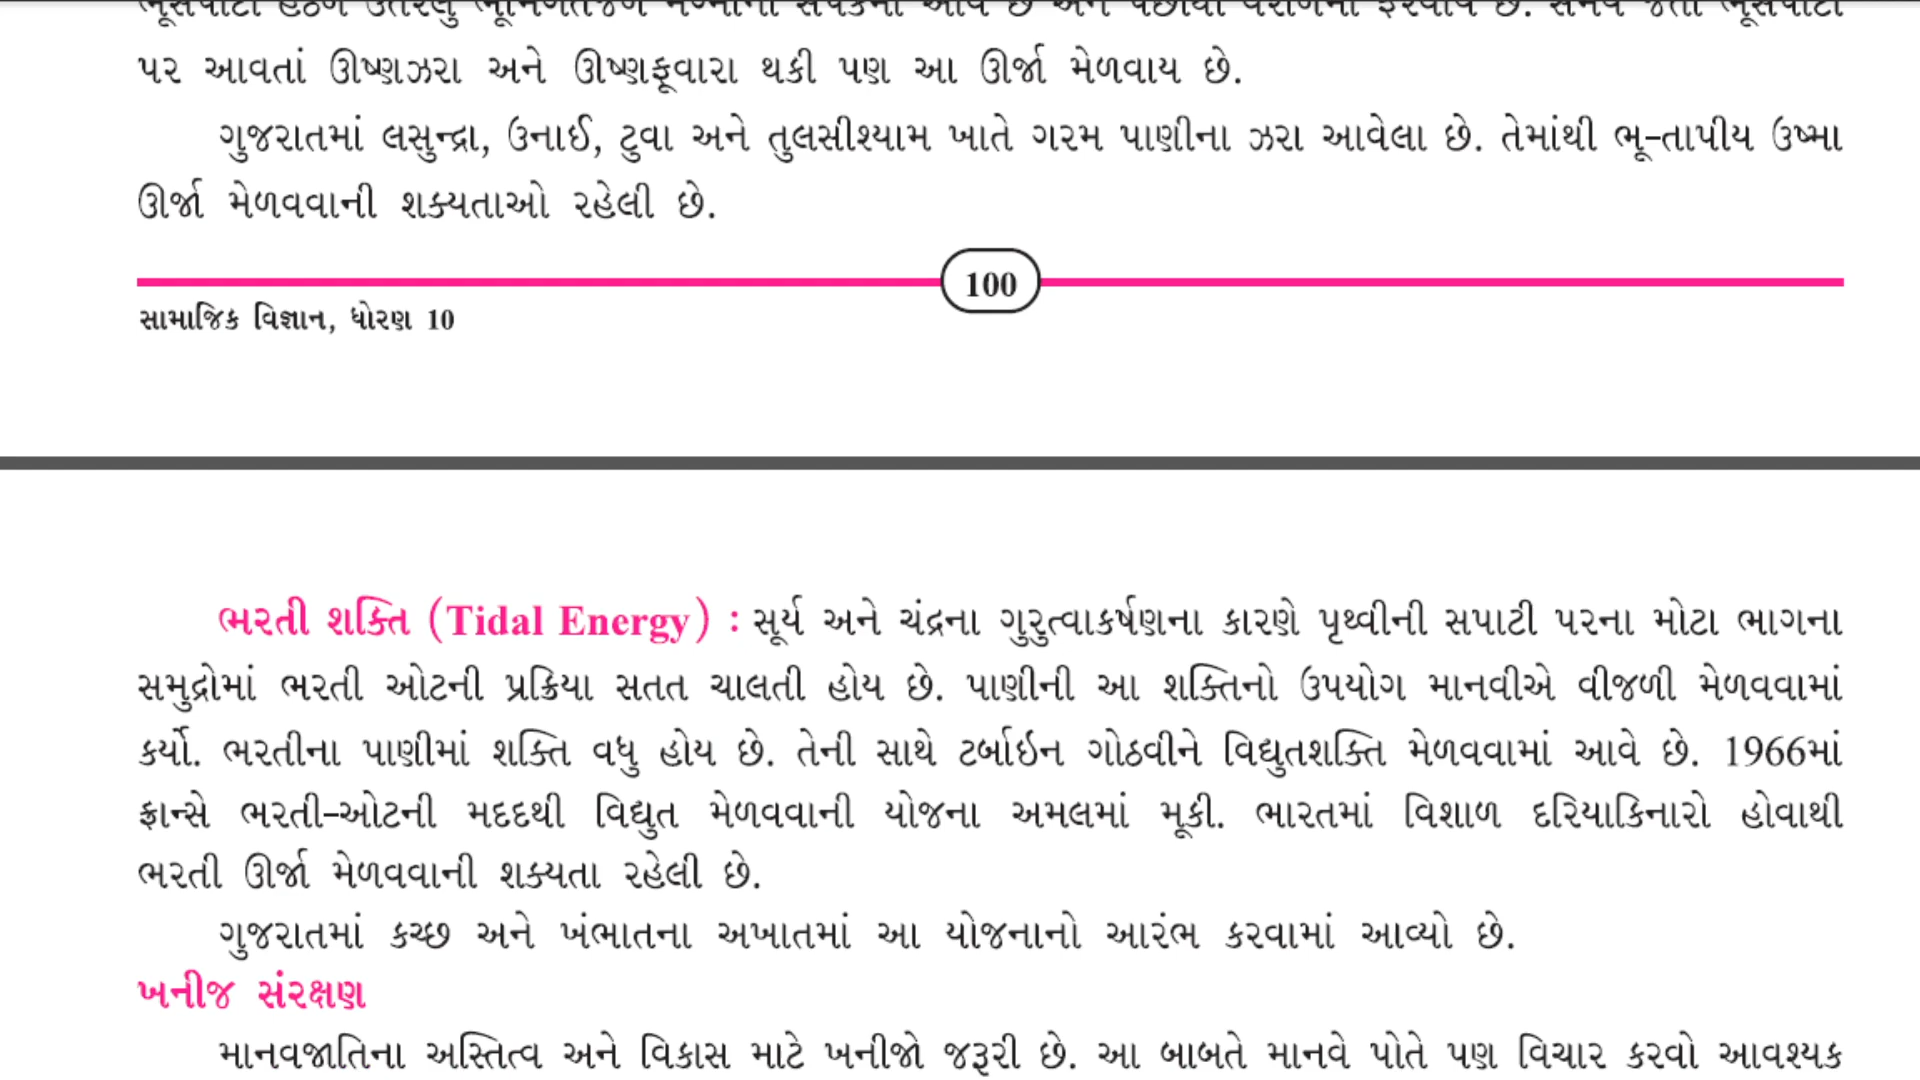 પર આવતાં ઊષ્ણઝરા અને ઊષ્ણફૂવારા થકી પણ આ ઊર્જા મેળવાય છે.
ગુજરાતમાં લસુન્દ્રા, ઉનાઈ, ટુવા અને તુલસીશ્યામ ખાતે ગરમ પાણીના ઝરા આવેલા છે. તેમાંથી ભૂ-તાપીય ઉષ્મા
ઊર્જા મેળવવાની શક્યતાઓ રહેલી છે.
100
સામાજિક વિજ્ઞાન, ધોરણ 10
ભરતી શક્તિ (Tidal Energy) : સૂર્ય અને ચંદ્રના ગુરુત્વાકર્ષણના કારણે પૃથ્વીની સપાટી પરના મોટા ભાગના
સમુદ્રોમાં ભરતી ઓટની પ્રક્રિયા સતત ચાલતી હોય છે. પાણીની આ શક્તિનો ઉપયોગ માનવીએ વીજળી મેળવવામાં
કર્યો. ભરતીના પાણીમાં શક્તિ વધુ હોય છે. તેની સાથે ટર્બાઇન ગોઠવીને વિદ્યુતશક્તિ મેળવવામાં આવે છે. 1966માં
ફ્રાન્સે ભરતી-ઓટની મદદથી વિદ્યુત મેળવવાની યોજના અમલમાં મૂકી. ભારતમાં વિશાળ દરિયાકિનારો હોવાથી
ભરતી ઊર્જા મેળવવાની શક્યતા રહેલી છે.
ગુજરાતમાં કચ્છ અને ખંભાતના અખાતમાં આ યોજનાનો આરંભ કરવામાં આવ્યો છે.
ખનીજ સંરક્ષણ
માનવજાતિના અસ્તિત્વ અને વિકાસ માટે ખનીજો જરૂરી છે. આ બાબતે માનવે પોતે પણ વિચાર કરવો આવશ્યક